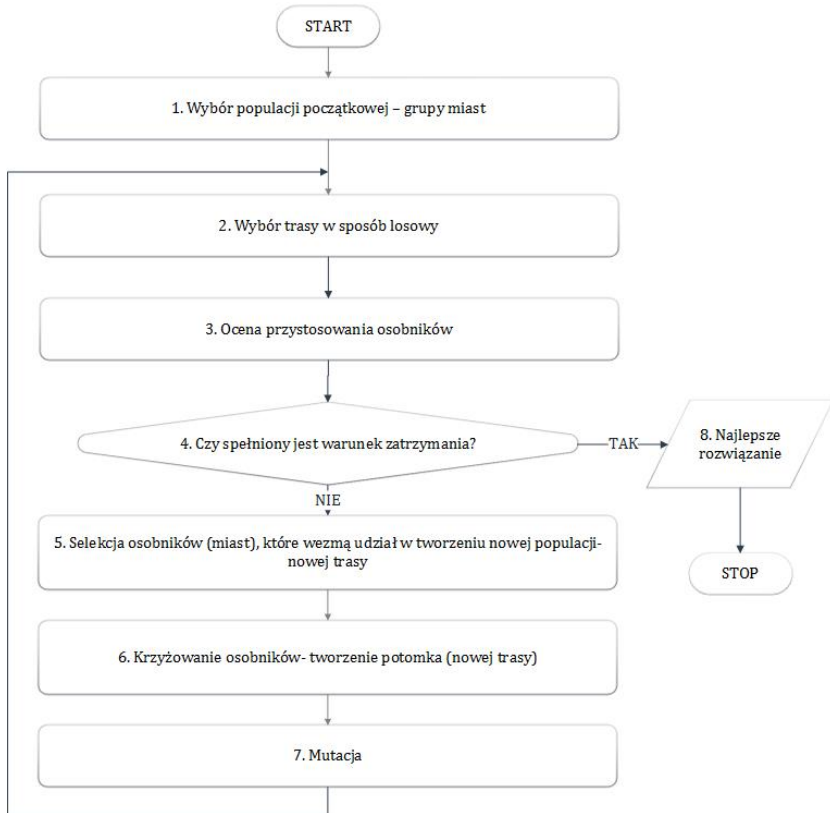 START
1. Wybór populacji początkowej – grupy miast
2. Wybór trasy w sposób losowy
3. Ocena przystosowania osobników
4. Czy spełniony jest warunek zatrzymania?
TAK
8. Najlepsze
rozwiązanie
NIE
5. Selekcja osobników (miast), które wezmą udział w tworzeniu nowej populacji-
nowej trasy
STOP
6. Krzyżowanie osobników- tworzenie potomka (nowej trasy)
7. Mutacja